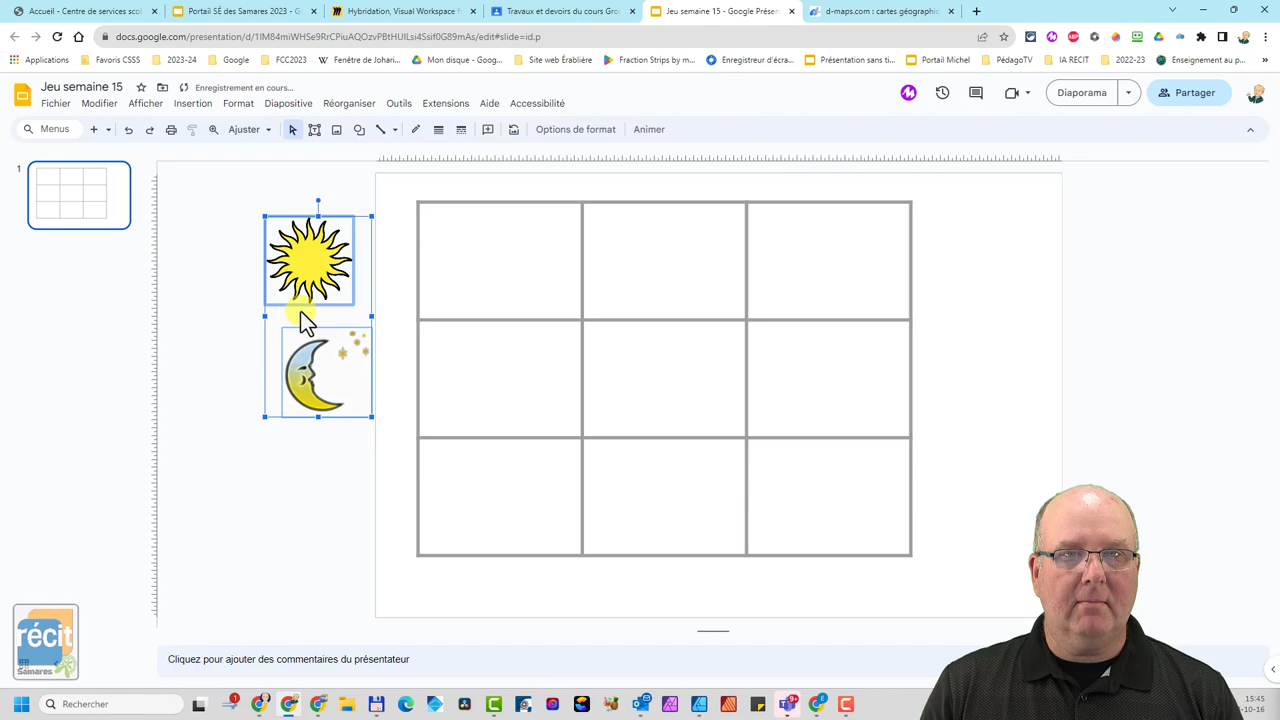 Accueil - Centre de services scol
Portail SÉ des Samares 2023 - G
Hybridation, Visual Workspace f
Travaux et devoirs du cours Gro
Jeu semaine 15 - Google Présen
d-maps.com : cartes géographi
docs.google.com/presentation/d/
edit#slide=id.p
Applications
Favoris CSSS
2023-24
Google
FCC2023
Fenêtre de Johari...
Mon disque - Goog...
Site web Érablière
Fraction Strips by m...
Enregistreur d'écra...
Présentation sans ti...
Portail Michel
PédagoTV
IA RECIT
2022-23
Enseignement au p...
Jeu semaine 15
Enregistrement en cours...
Fichier Modifier Afficher Insertion Format Diapositive Réorganiser Outils Extensions Aide Accessibilité
Diaporama
Partager
Menus
Ajuster
Options de format
Animer
1
récit
Samares
Cliquez pour ajouter des commentaires du présentateur
Rechercher
1
9+
15:45
-10-16